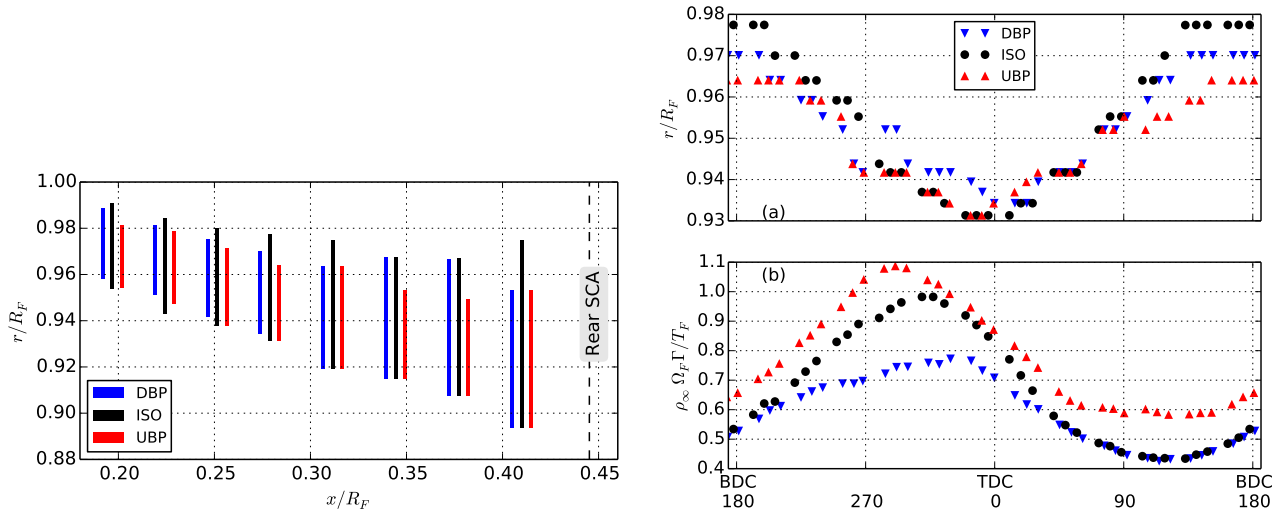 1.00
0.98
0.96
0.94
0.92
0.90
0.88
r/R_F
DBP
ISO
UBP
Rear SCA
0.20 0.25 0.30 0.35 0.40 0.45
x/R_F
0.98
0.97
0.96
0.95
0.94
0.93
r/R_F
DBP
ISO
UBP
(a)
(b)
1.1
1.0
0.9
0.8
0.7
0.6
0.5
0.4
ρ_∞ Ω_F Γ/T_F
BDC TDC BDC
180 270 0 90 180